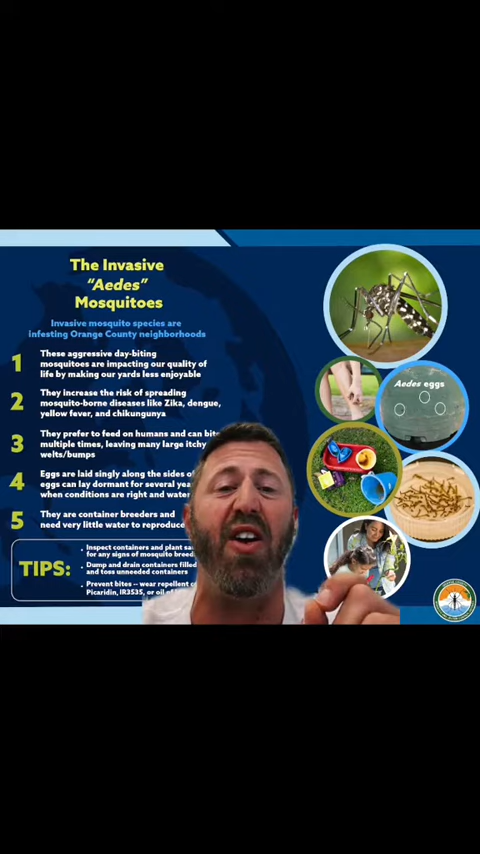 The Invasive
“Aedes”
Mosquitoes
Invasive mosquito species are
infesting Orange County neighborhoods
1
These aggressive day-biting
mosquitoes are impacting our quality of
life by making our yards less enjoyable
2
They increase the risk of spreading
mosquito-borne diseases like Zika, dengue,
yellow fever, and chikungunya
3
They prefer to feed on humans and can
multiple times, leaving many large itchy
welts/bumps
4
Eggs are laid singly along the sides of
eggs can lay dormant for several
when conditions are right and
5
They are container breeders and
need very little water to reproduce
TIPS:
Inspect containers and plant
for any signs of mosquito
Dump and drain containers filled
and toss unneeded containers
Prevent bites -- wear repellent
Picaridin, IR3535, or oil of
Aedes eggs